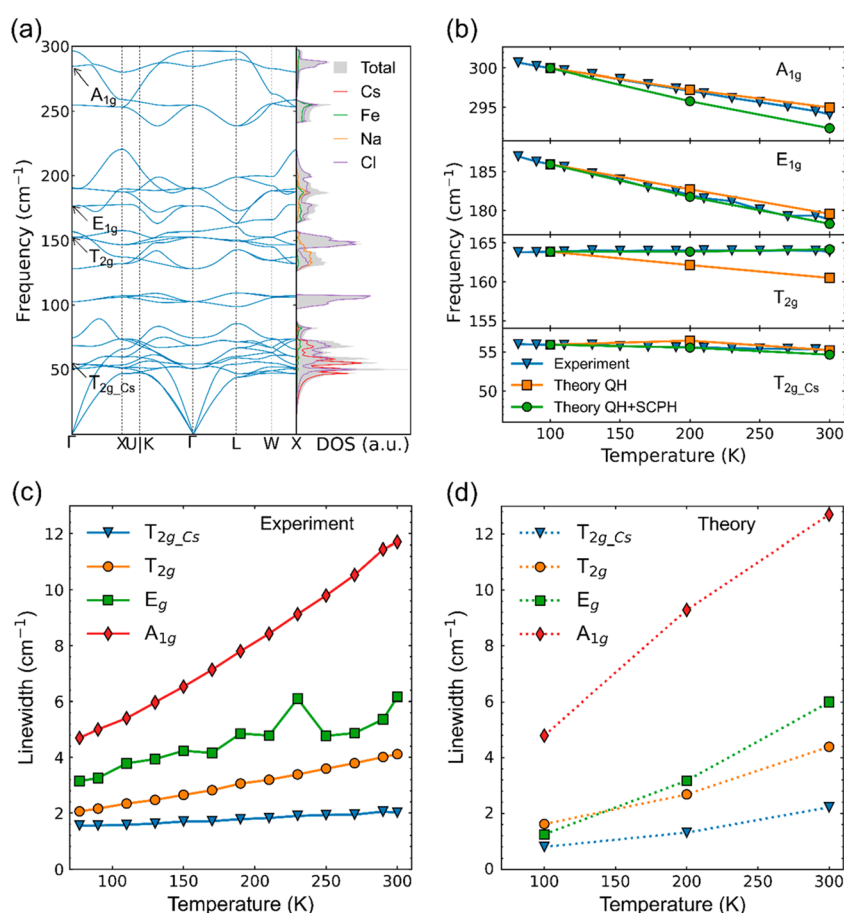 (a)
300
250
200
150
100
50
Frequency (cm⁻¹)
A1g
E1g
T2g
T2g_Cs
Γ X U|K Γ L W X DOS (a.u.)
Total
Cs
Fe
Na
Cl
(b)
300
295
A1g
185
180
E1g
165
160
155
T2g
55
50
T2g_Cs
Frequency (cm⁻¹)
Experiment
Theory QH
Theory QH+SCPH
100 150 200 250 300
Temperature (K)
(c)
Experiment
T2g_Cs
T2g
Eg
A1g
12
10
8
6
4
2
0
Linewidth (cm⁻¹)
100 150 200 250 300
Temperature (K)
(d)
Theory
T2g_Cs
T2g
Eg
A1g
12
10
8
6
4
2
0
Linewidth (cm⁻¹)
100 150 200 250 300
Temperature (K)